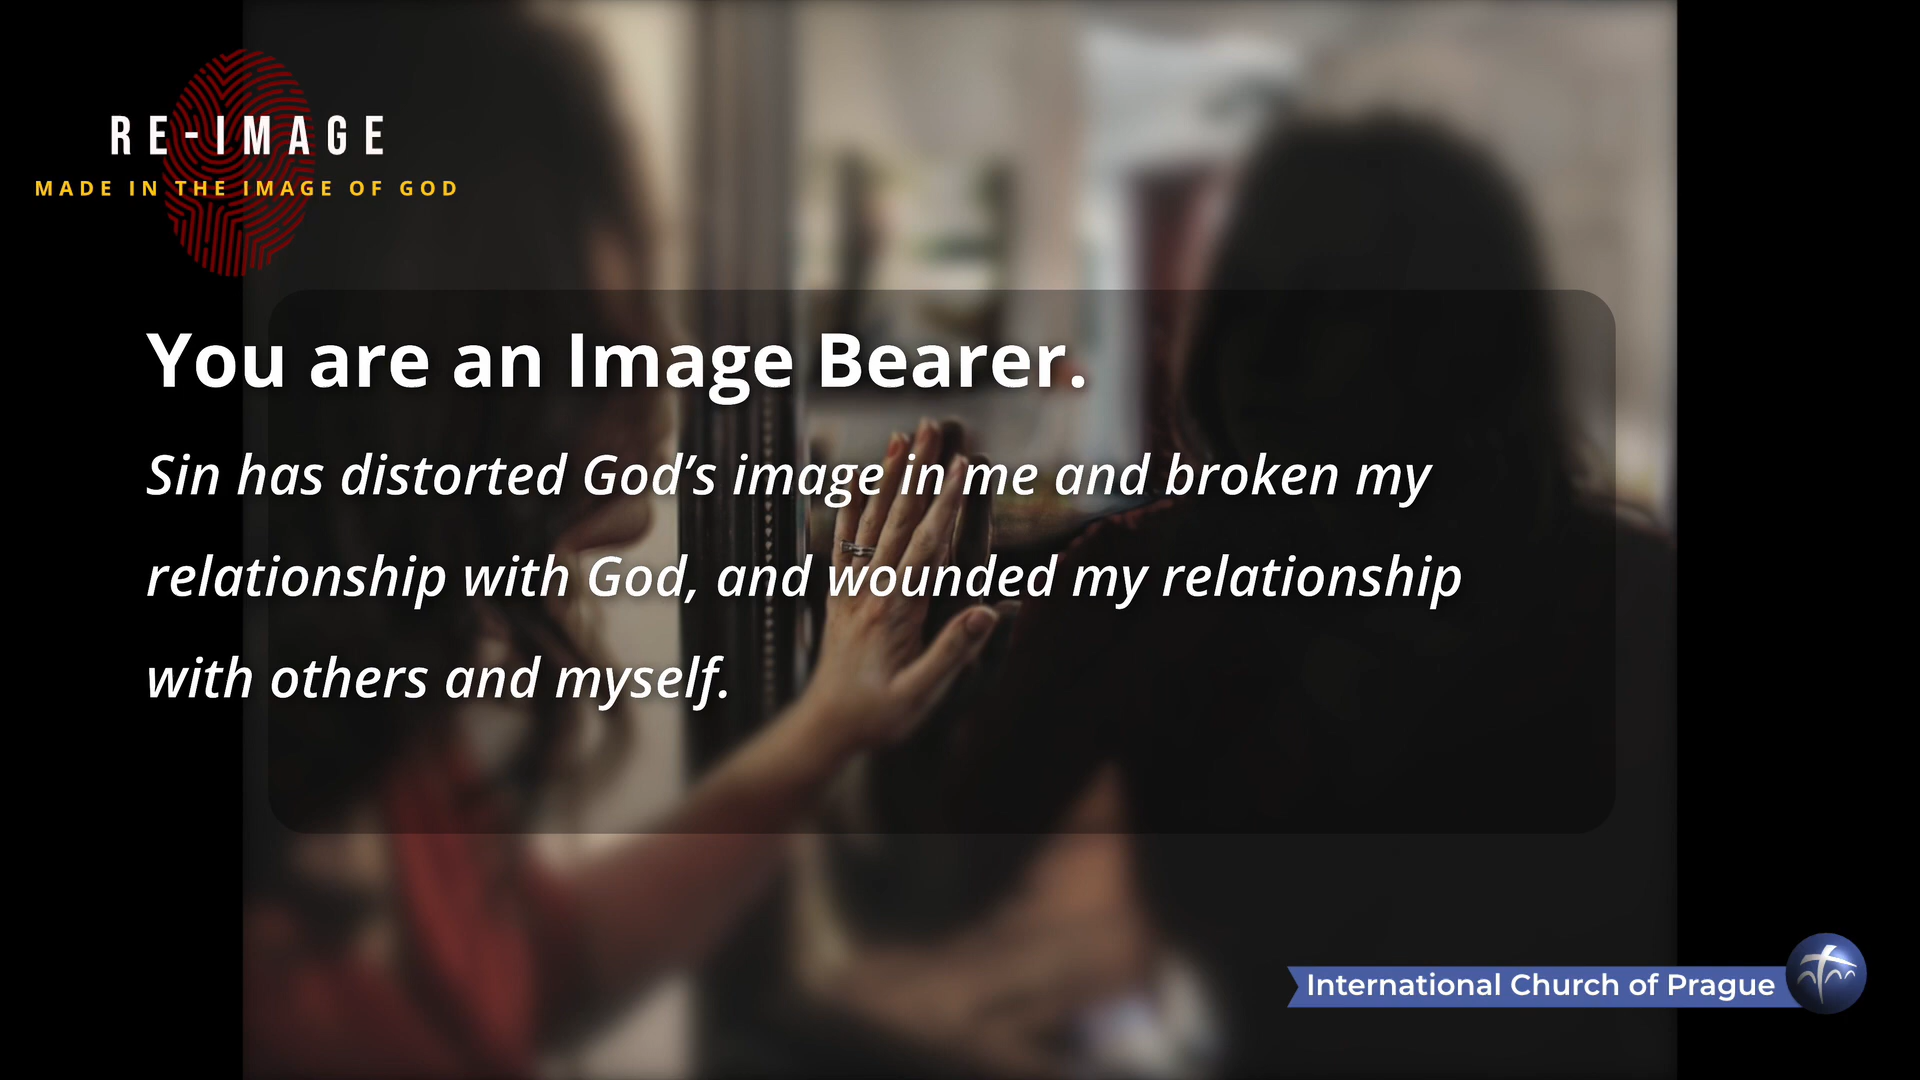 RE-IMAGE
MADE IN THE IMAGE OF GOD
You are an Image Bearer.
Sin has distorted God’s image in me and broken my
relationship with God, and wounded my relationship
with others and myself.
International Church of Prague